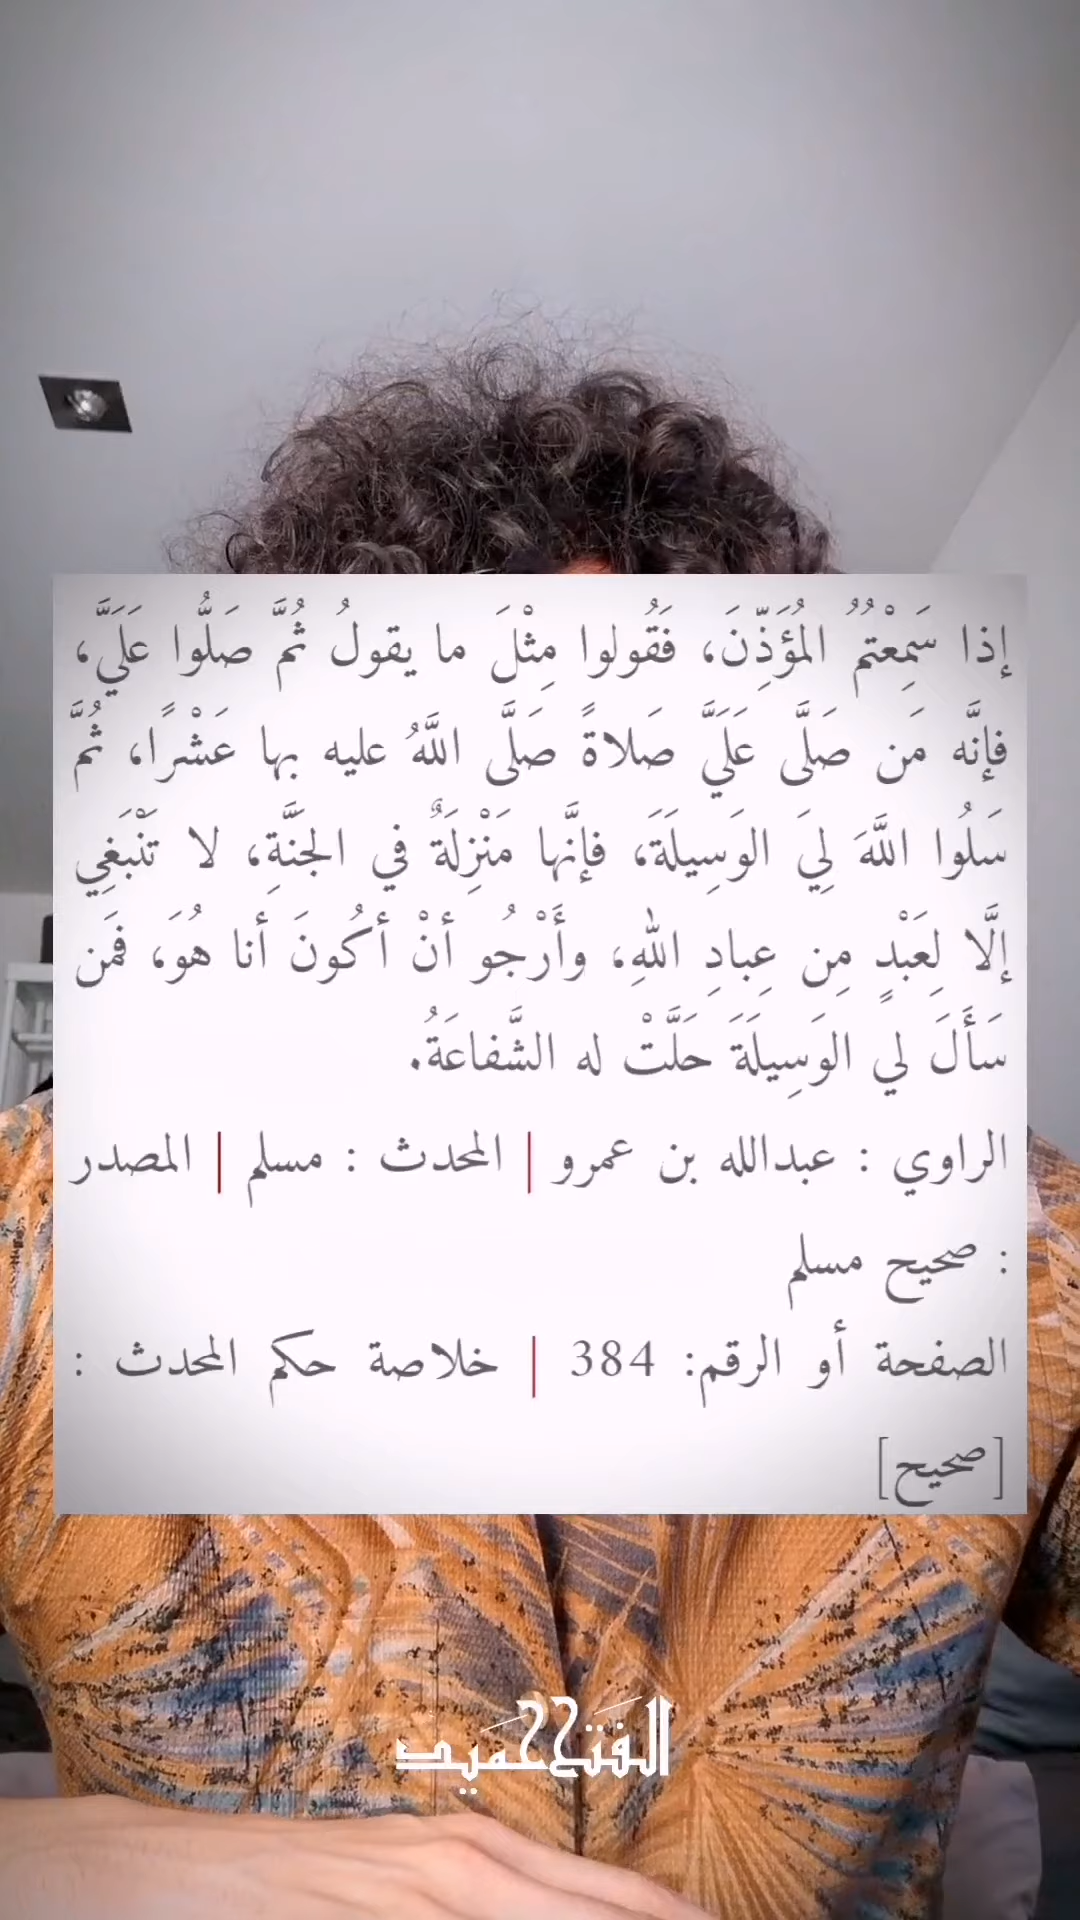 إذا سَمِعْتُمُ المُؤَذِّنَ، فَقُولوا مِثْلَ ما يقولُ ثُمَّ صَلُّوا عَلَيَّ،
فإنَّه مَن صَلَّى عَلَيَّ صَلاةً صَلَّى اللَّهُ عليه بها عَشْرًا، ثُمَّ
سَلُوا اللَّهَ لِيَ الوَسِيلَةَ، فإنَّها مَنْزِلَةٌ في الجَنَّةِ، لا تَنْبَغِي
إلَّا لِعَبْدٍ مِن عِبادِ اللهِ، وأَرْجُو أنْ أكُونَ أنا هُوَ، فمَن
سَأَلَ لي الوَسِيلَةَ حَلَّتْ له الشَّفاعَةُ.
الراوي : عبدالله بن عمرو | المحدث : مسلم | المصدر
: صحيح مسلم
الصفحة أو الرقم: 384 | خلاصة حكم المحدث :
[صحيح]